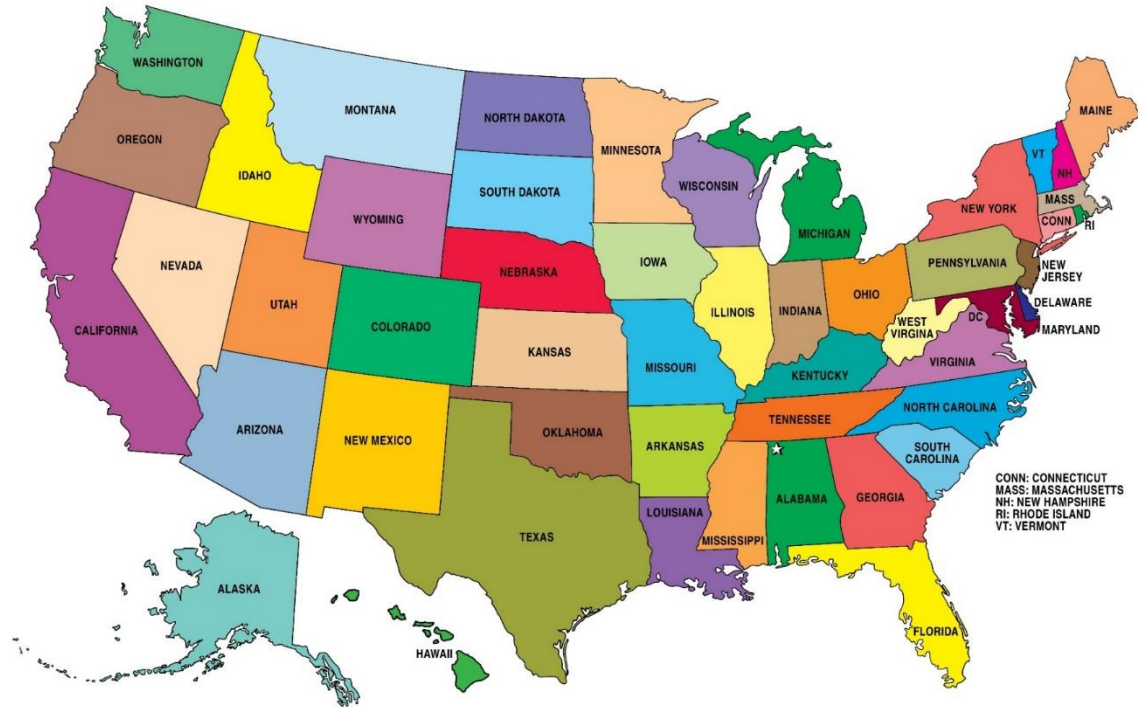 WASHINGTON
OREGON
IDAHO
MONTANA
NORTH DAKOTA
SOUTH DAKOTA
MINNESOTA
WISCONSIN
MICHIGAN
WYOMING
NEBRASKA
IOWA
NEVADA
UTAH
COLORADO
CALIFORNIA
KANSAS
MISSOURI
ILLINOIS
INDIANA
OHIO
KENTUCKY
WEST
VIRGINA
VIRGINIA
DC
PENNSYLVANIA
NEW YORK
VT
NH
MAINE
MASS
CONN
RI
NEW
JERSEY
DELAWARE
MARYLAND
ARIZONA
NEW MEXICO
OKLAHOMA
ARKANSAS
TENNESSEE
NORTH CAROLINA
SOUTH
CAROLINA
TEXAS
LOUISIANA
MISSISSIPPI
ALABAMA
GEORGIA
FLORIDA
ALASKA
HAWAII
CONN: CONNECTICUT
MASS: MASSACHUSETTS
NH: NEW HAMPSHIRE
RI: RHODE ISLAND
VT: VERMONT